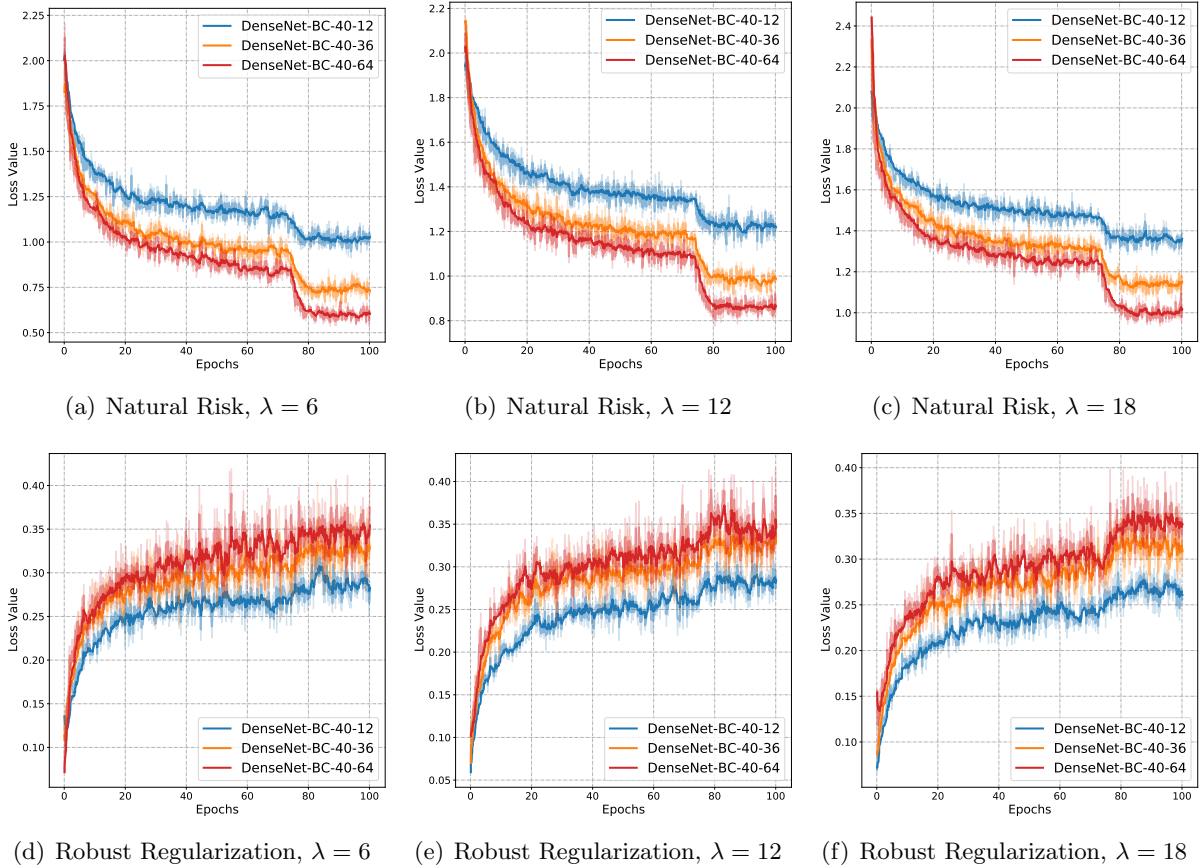 2.25
2.00
1.75
1.50
1.25
1.00
0.75
0.50
Loss Value
DenseNet-BC-40-12
DenseNet-BC-40-36
DenseNet-BC-40-64
0 20 40 60 80 100
Epochs
(a) Natural Risk, λ = 6
2.2
2.0
1.8
1.6
1.4
1.2
1.0
0.8
Loss Value
DenseNet-BC-40-12
DenseNet-BC-40-36
DenseNet-BC-40-64
0 20 40 60 80 100
Epochs
(b) Natural Risk, λ = 12
2.4
2.2
2.0
1.8
1.6
1.4
1.2
1.0
Loss Value
DenseNet-BC-40-12
DenseNet-BC-40-36
DenseNet-BC-40-64
0 20 40 60 80 100
Epochs
(c) Natural Risk, λ = 18
0.40
0.35
0.30
0.25
0.20
0.15
0.10
Loss Value
DenseNet-BC-40-12
DenseNet-BC-40-36
DenseNet-BC-40-64
0 20 40 60 80 100
Epochs
(d) Robust Regularization, λ = 6
0.40
0.35
0.30
0.25
0.20
0.15
0.10
0.05
Loss Value
DenseNet-BC-40-12
DenseNet-BC-40-36
DenseNet-BC-40-64
0 20 40 60 80 100
Epochs
(e) Robust Regularization, λ = 12
0.40
0.35
0.30
0.25
0.20
0.15
0.10
Loss Value
DenseNet-BC-40-12
DenseNet-BC-40-36
DenseNet-BC-40-64
0 20 40 60 80 100
Epochs
(f) Robust Regularization, λ = 18